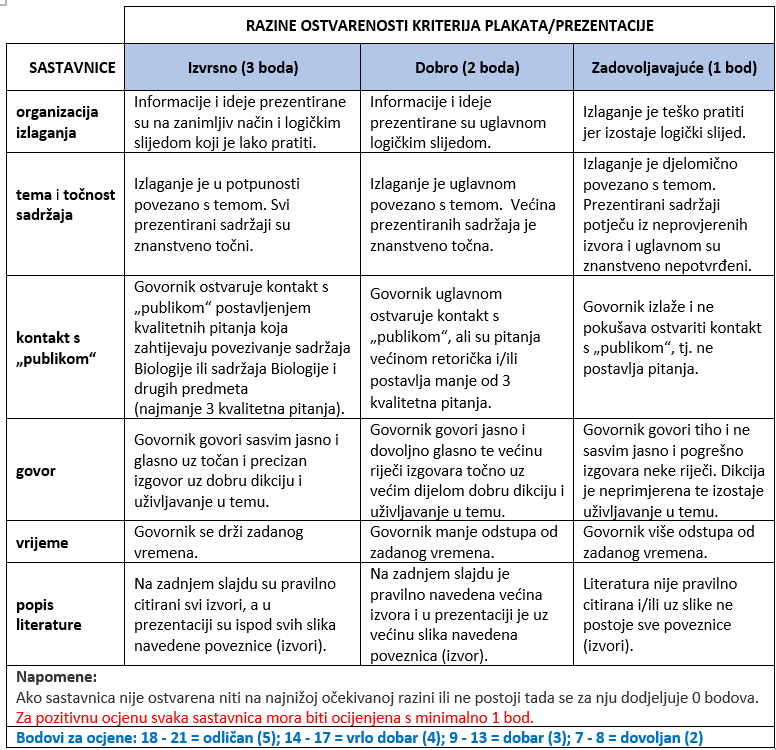 RAZINE OSTVARENOSTI KRITERIJA PLAKATA/PREZENTACIJE
SASTAVNICE
Izvrsno (3 boda)
Dobro (2 boda)
Zadovoljavajuće (1 bod)
organizacija
izlaganja
Informacije i ideje prezentirane
su na zanimljiv način i logičkim
slijedom koji je lako pratiti.
Informacije i ideje
prezentirane su uglavnom
logičkim slijedom.
Izlaganje je teško pratiti
jer izostaje logički slijed.
tema i točnost
sadržaja
Izlaganje je u potpunosti
povezano s temom. Svi
prezentirani sadržaji su
znanstveno točni.
Izlaganje je uglavnom
povezano s temom. Većina
prezentiranih sadržaja je
znanstveno točna.
Izlaganje je djelomično
povezano s temom.
Prezentirani sadržaji
potječu iz neprovjerenih
izvora i uglavnom su
znanstveno nepotvrđeni.
kontakt s
„publikom“
Govornik ostvaruje kontakt s
„publikom“ postavljenjem
kvalitetnih pitanja koja
zahtijevaju povezivanje sadržaja
Biologije ili sadržaja Biologije i
drugih predmeta
(najmanje 3 kvalitetna pitanja).
Govornik uglavnom
ostvaruje kontakt s
„publikom“, ali su pitanja
većinom retorička i/ili
postavlja manje od 3
kvalitetna pitanja.
Govornik izlaže i ne
pokušava ostvariti kontakt
s „publikom“, tj. ne
postavlja pitanja.
govor
Govornik govori sasvim jasno i
glasno uz točan i precizan
izgovor uz dobru dikciju i
uživljavanje u temu.
Govornik govori jasno i
dovoljno glasno te većinu
riječi izgovara točno uz
većim dijelom dobru dikciju i
uživljavanje u temu.
Govornik govori tiho i ne
sasvim jasno i pogrešno
izgovara neke riječi. Dikcija
je neprimjerena te izostaje
uživljavanje u temu.
vrijeme
Govornik se drži zadanog
vremena.
Govornik manje odstupa od
zadanog vremena.
Govornik više odstupa od
zadanog vremena.
popis
literature
Na zadnjem slajdu su pravilno
citirani svi izvori, a u
prezentaciji su ispod svih slika
navedene poveznice (izvori).
Na zadnjem slajdu je
pravilno navedena većina
izvora i u prezentaciji je uz
većinu slika navedena
poveznica (izvor).
Literatura nije pravilno
citirana i/ili uz slike ne
postoje sve poveznice
(izvori).
Napomene:
Ako sastavnica nije ostvarena niti na najnižoj očekivanoj razini ili ne postoji tada se za nju dodjeljuje 0 bodova.
Za pozitivnu ocjenu svaka sastavnica mora biti ocijenjena s minimalno 1 bod.
Bodovi za ocjene: 18 - 21 = odličan (5); 14 - 17 = vrlo dobar (4); 9 - 13 = dobar (3); 7 - 8 = dovoljan (2)